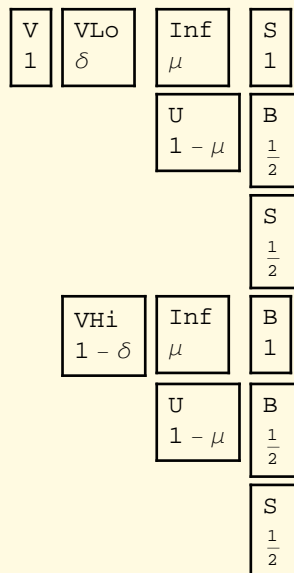 V VLo Inf S
1 δ μ 1
U B
1 – μ 1/2
S
1/2
VHi Inf B
1 – δ μ 1
U B
1 – μ 1/2
S
1/2